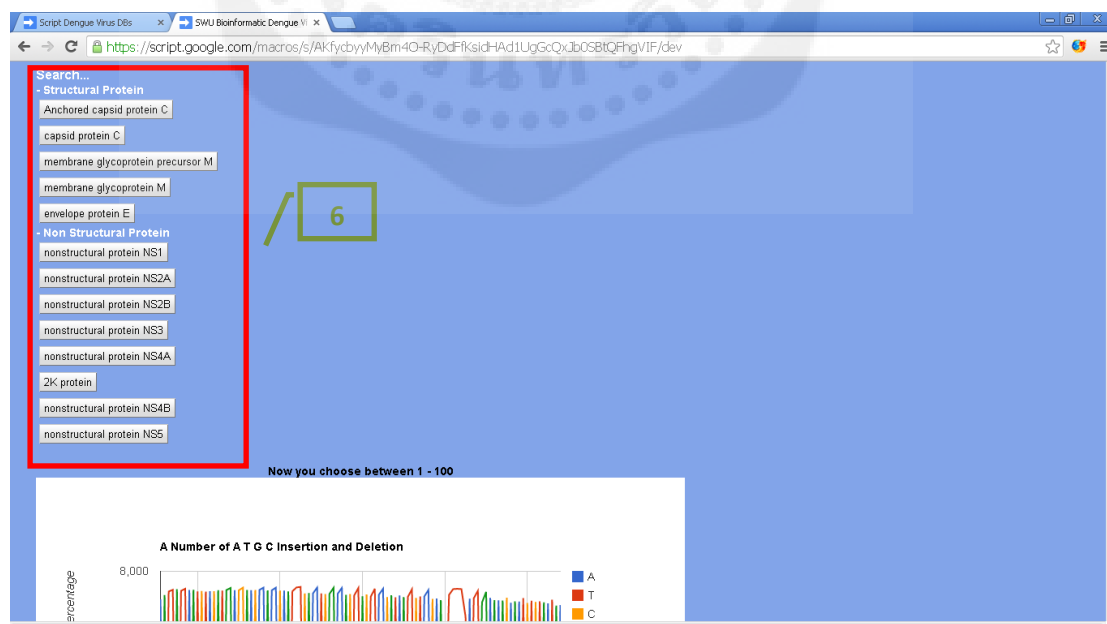 Script Dengue Virus DBs
SWU Bioinformatic Dengue Vi
https://script.google.com/macros/s/AKfycbyyMyBm4O-RyDdFfKsidHAd1UgGcQxJb0SBtQFhgVIF/dev
Search...
- Structural Protein
Anchored capsid protein C
capsid protein C
membrane glycoprotein precursor M
membrane glycoprotein M
envelope protein E
6
- Non Structural Protein
nonstructural protein NS1
nonstructural protein NS2A
nonstructural protein NS2B
nonstructural protein NS3
nonstructural protein NS4A
2K protein
nonstructural protein NS4B
nonstructural protein NS5
Now you choose between 1 - 100
A Number of A T G C Insertion and Deletion
8,000
ercentage
A
T
C